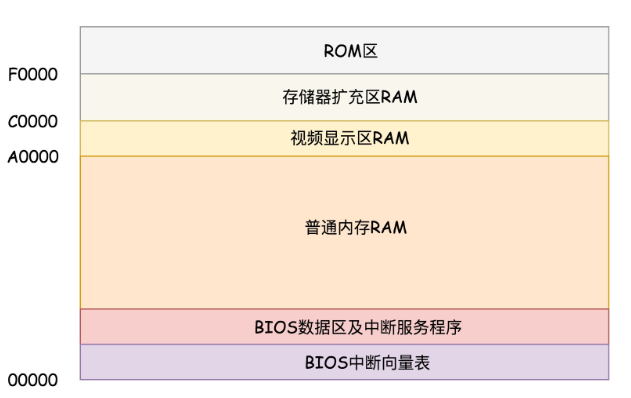 ROM区
F0000
存储器扩充区RAM
C0000
视频显示区RAM
A0000
普通内存RAM
BIOS数据区及中断服务程序
BIOS中断向量表
00000